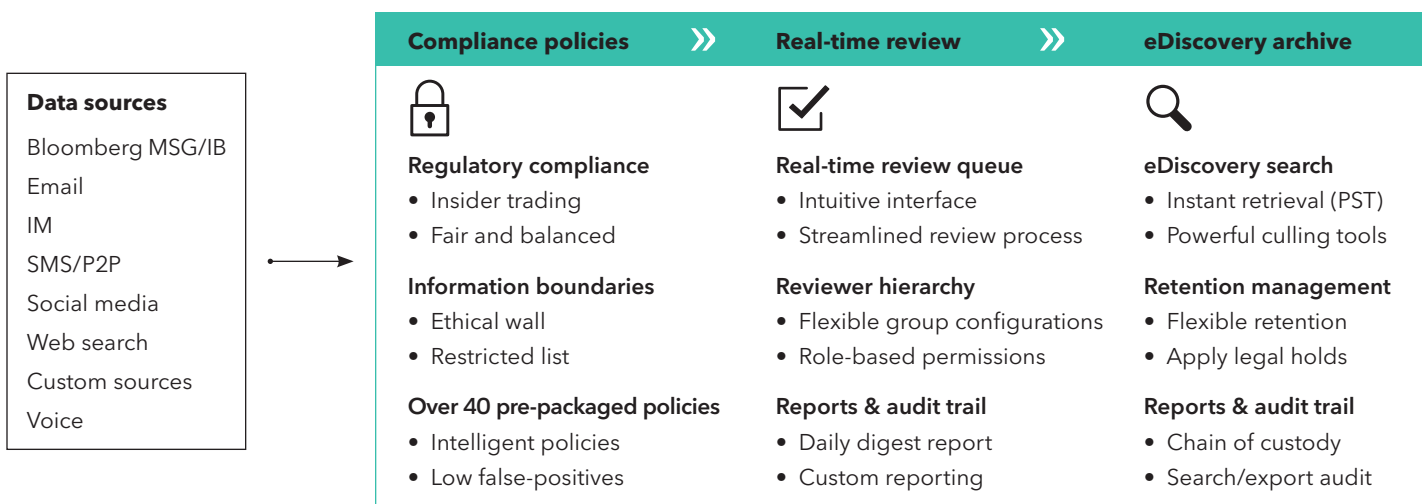 Data sources
Bloomberg MSG/IB
Email
IM
SMS/P2P
Social media
Web search
Custom sources
Voice
Compliance policies
Regulatory compliance
• Insider trading
• Fair and balanced
Information boundaries
• Ethical wall
• Restricted list
Over 40 pre-packaged policies
• Intelligent policies
• Low false-positives
Real-time review
Real-time review queue
• Intuitive interface
• Streamlined review process
Reviewer hierarchy
• Flexible group configurations
• Role-based permissions
Reports & audit trail
• Daily digest report
• Custom reporting
eDiscovery archive
eDiscovery search
• Instant retrieval (PST)
• Powerful culling tools
Retention management
• Flexible retention
• Apply legal holds
Reports & audit trail
• Chain of custody
• Search/export audit